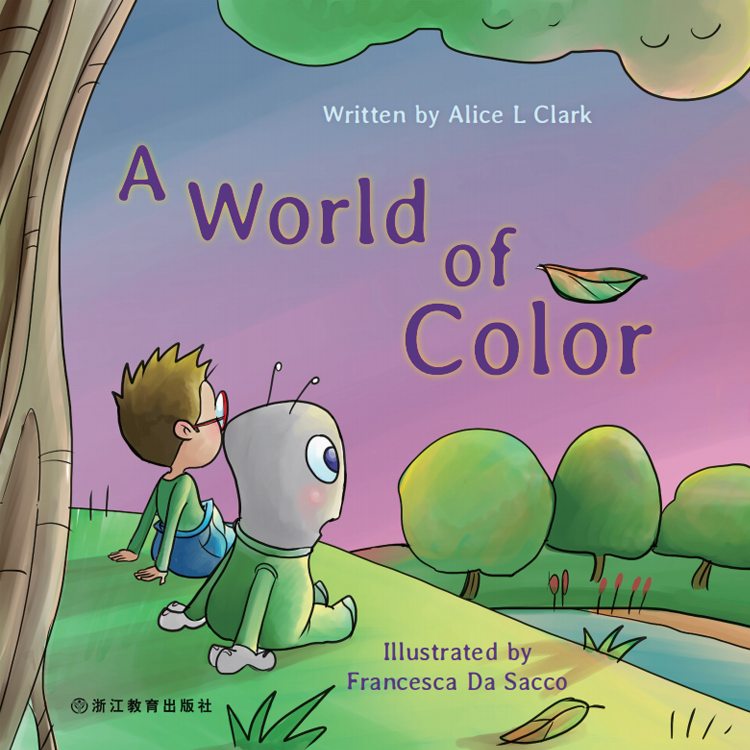 Written by Alice L Clark
A World
of
Color
Illustrated by
Francesca Da Sacco
浙江教育出版社